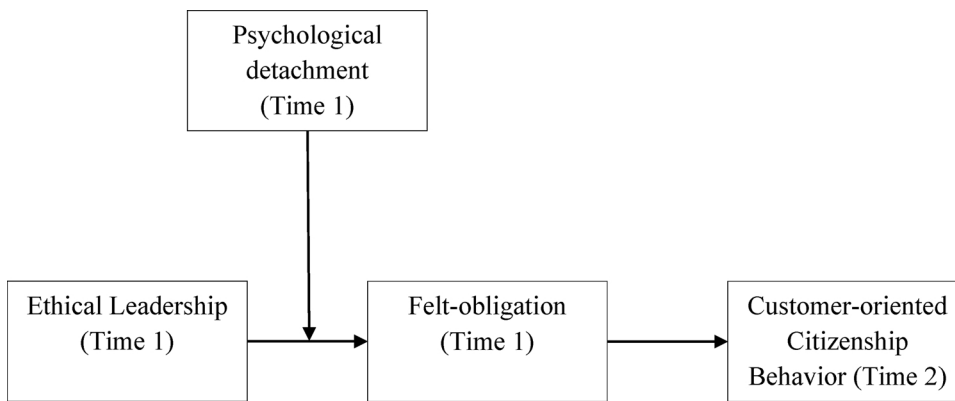 Psychological
detachment
(Time 1)
Ethical Leadership
(Time 1)
Felt-obligation
(Time 1)
Customer-oriented
Citizenship
Behavior (Time 2)